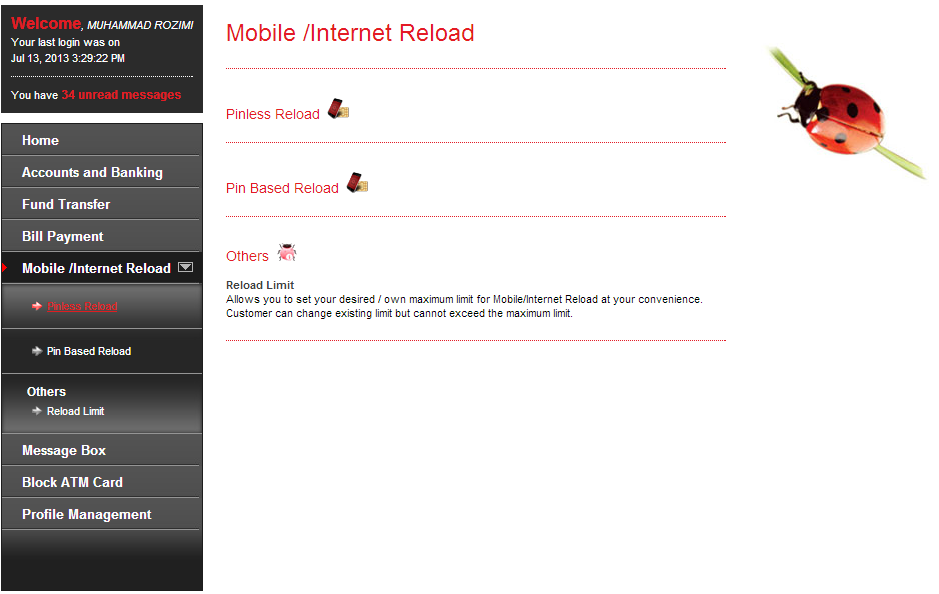 Welcome, MUHAMMAD ROZIMI
Your last login was on
Jul 13, 2013 3:29:22 PM
You have 34 unread messages
Home
Accounts and Banking
Fund Transfer
Bill Payment
Mobile /Internet Reload
Pinless Reload
Pin Based Reload
Others
Reload Limit
Message Box
Block ATM Card
Profile Management
Mobile /Internet Reload
Pinless Reload
Pin Based Reload
Others
Reload Limit
Allows you to set your desired / own maximum limit for Mobile/Internet Reload at your convenience.
Customer can change existing limit but cannot exceed the maximum limit.